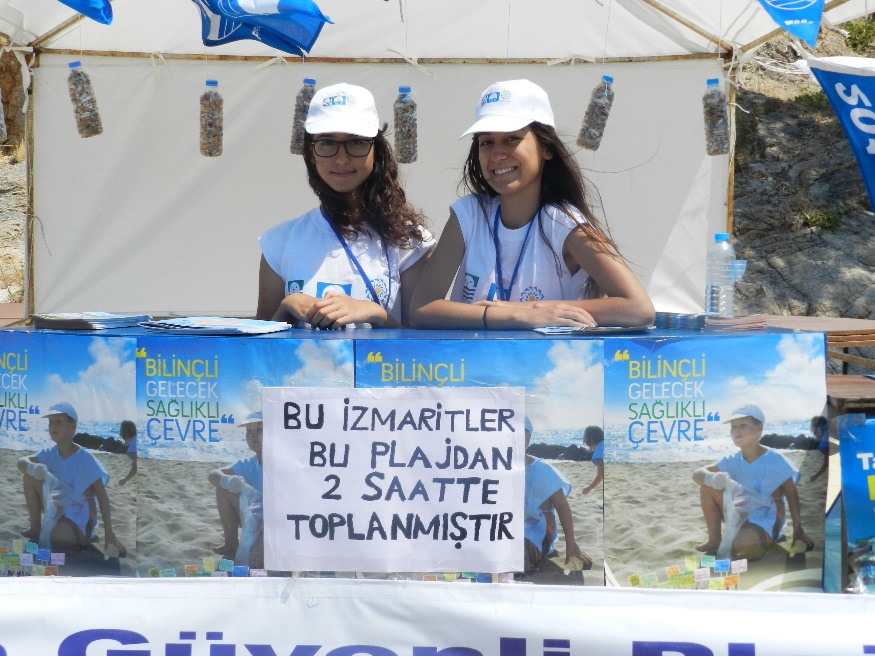 BİLİNÇLİ
GELECEK
SAĞLIKLI
ÇEVRE
BİLİNÇLİ
GELECEK
SAĞLIKLI
ÇEVRE
BİLİNÇLİ
BİLİNÇLİ
GELECEK
SAĞLIKLI
ÇEVRE
BU İZMARİTLER
BU PLAJDAN
2 SAATTE
TOPLANMIŞTIR
Güvenli